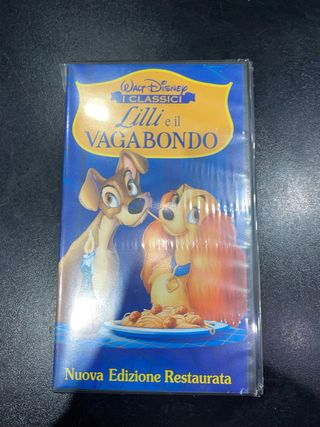 WALT DISNEY
I CLASSICI
Lilli e il
VAGABONDO
Nuova Edizione Restaurata